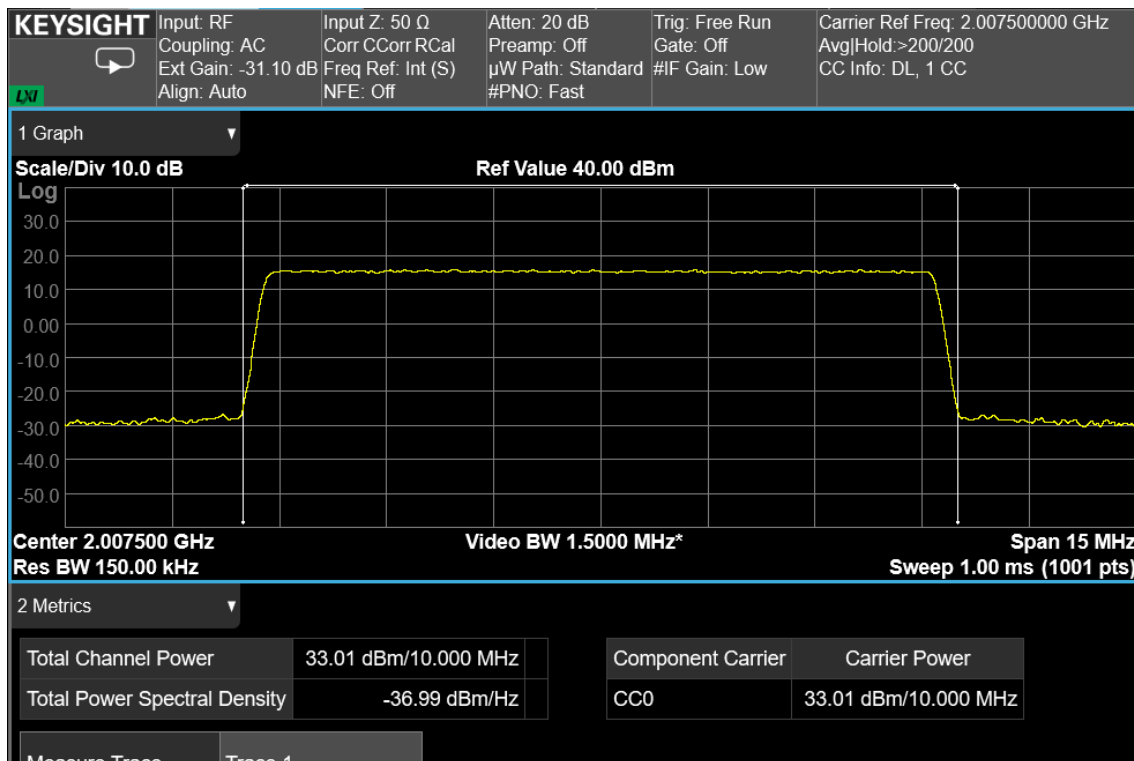 KEYSIGHT Input: RF Input Z: 50 Ω Atten: 20 dB Trig: Free Run Carrier Ref Freq: 2.007500000 GHz
Coupling: AC Corr CCorr RCal Preamp: Off Gate: Off Avg|Hold:>200/200
Ext Gain: -31.10 dB Freq Ref: Int (S) µW Path: Standard #IF Gain: Low CC Info: DL, 1 CC
LXI Align: Auto NFE: Off #PNO: Fast
1 Graph
Scale/Div 10.0 dB Ref Value 40.00 dBm
Log
30.0
20.0
10.0
0.00
-10.0
-20.0
-30.0
-40.0
-50.0
Center 2.007500 GHz Video BW 1.5000 MHz* Span 15 MHz
Res BW 150.00 kHz Sweep 1.00 ms (1001 pts)
2 Metrics
Total Channel Power 33.01 dBm/10.000 MHz Component Carrier Carrier Power
Total Power Spectral Density -36.99 dBm/Hz CC0 33.01 dBm/10.000 MHz
Measure Trace Trace 1